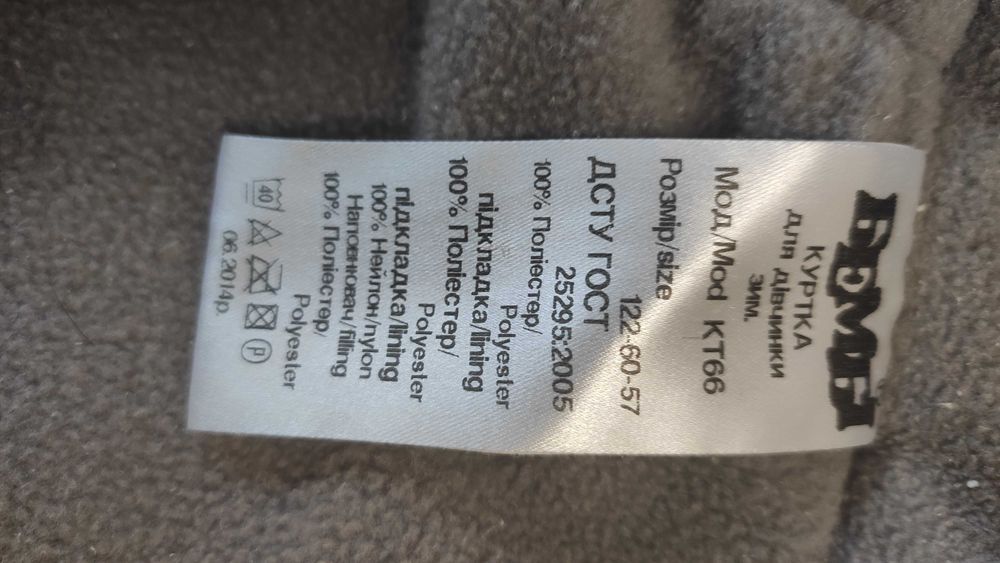 БЕМБІ
КУРТКА
для дівчинки
зим.
Мод/Mod КТ66
Розмір/size
122-60-57
ДСТУ ГОСТ
25295:2005
100% Поліестер/
Polyester
підкладка/lining
100% Поліестер/
Polyester
підкладка/lining
100% Нейлон/nylon
Наповнювач/filling
100% Поліестер/
Polyester
40
P
06.2014р.